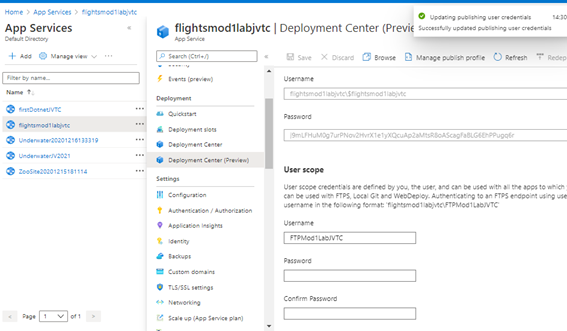 Home > App Services > flightsmod1labjvtc
App Services
Default Directory
Add
Manage view
Filter by name...
Name ↑↓
firstDotnetJVTC
flightsmod1labjvtc
Underwater20201216133319
UnderwaterJV2021
ZooSite20201215181114
Page 1 of 1
flightsmod1labjvtc | Deployment Center (Preview)
App Service
Search (Ctrl+/)
Security
Events (preview)
Deployment
Quickstart
Deployment slots
Deployment Center
Deployment Center (Preview)
Settings
Configuration
Authentication / Authorization
Application Insights
Identity
Backups
Custom domains
TLS/SSL settings
Networking
Scale up (App Service plan)
Updating publishing user credentials 14:30
Successfully updated publishing user credentials
Save
Discard
Browse
Manage publish profile
Refresh
Redep
Username
flightsmod1labjvtc\$flightsmod1labjvtc
Password
User scope
User scope credentials are defined by you, the user, and can be used with all the apps to which y
can be used with FTPS, Local Git and WebDeploy. Authenticating to an FTPS endpoint using use
username in the following format: 'flightsmod1labjvtc\FTPMod1LabJVTC'
Username
FTPMod1LabJVTC
Password
Confirm Password